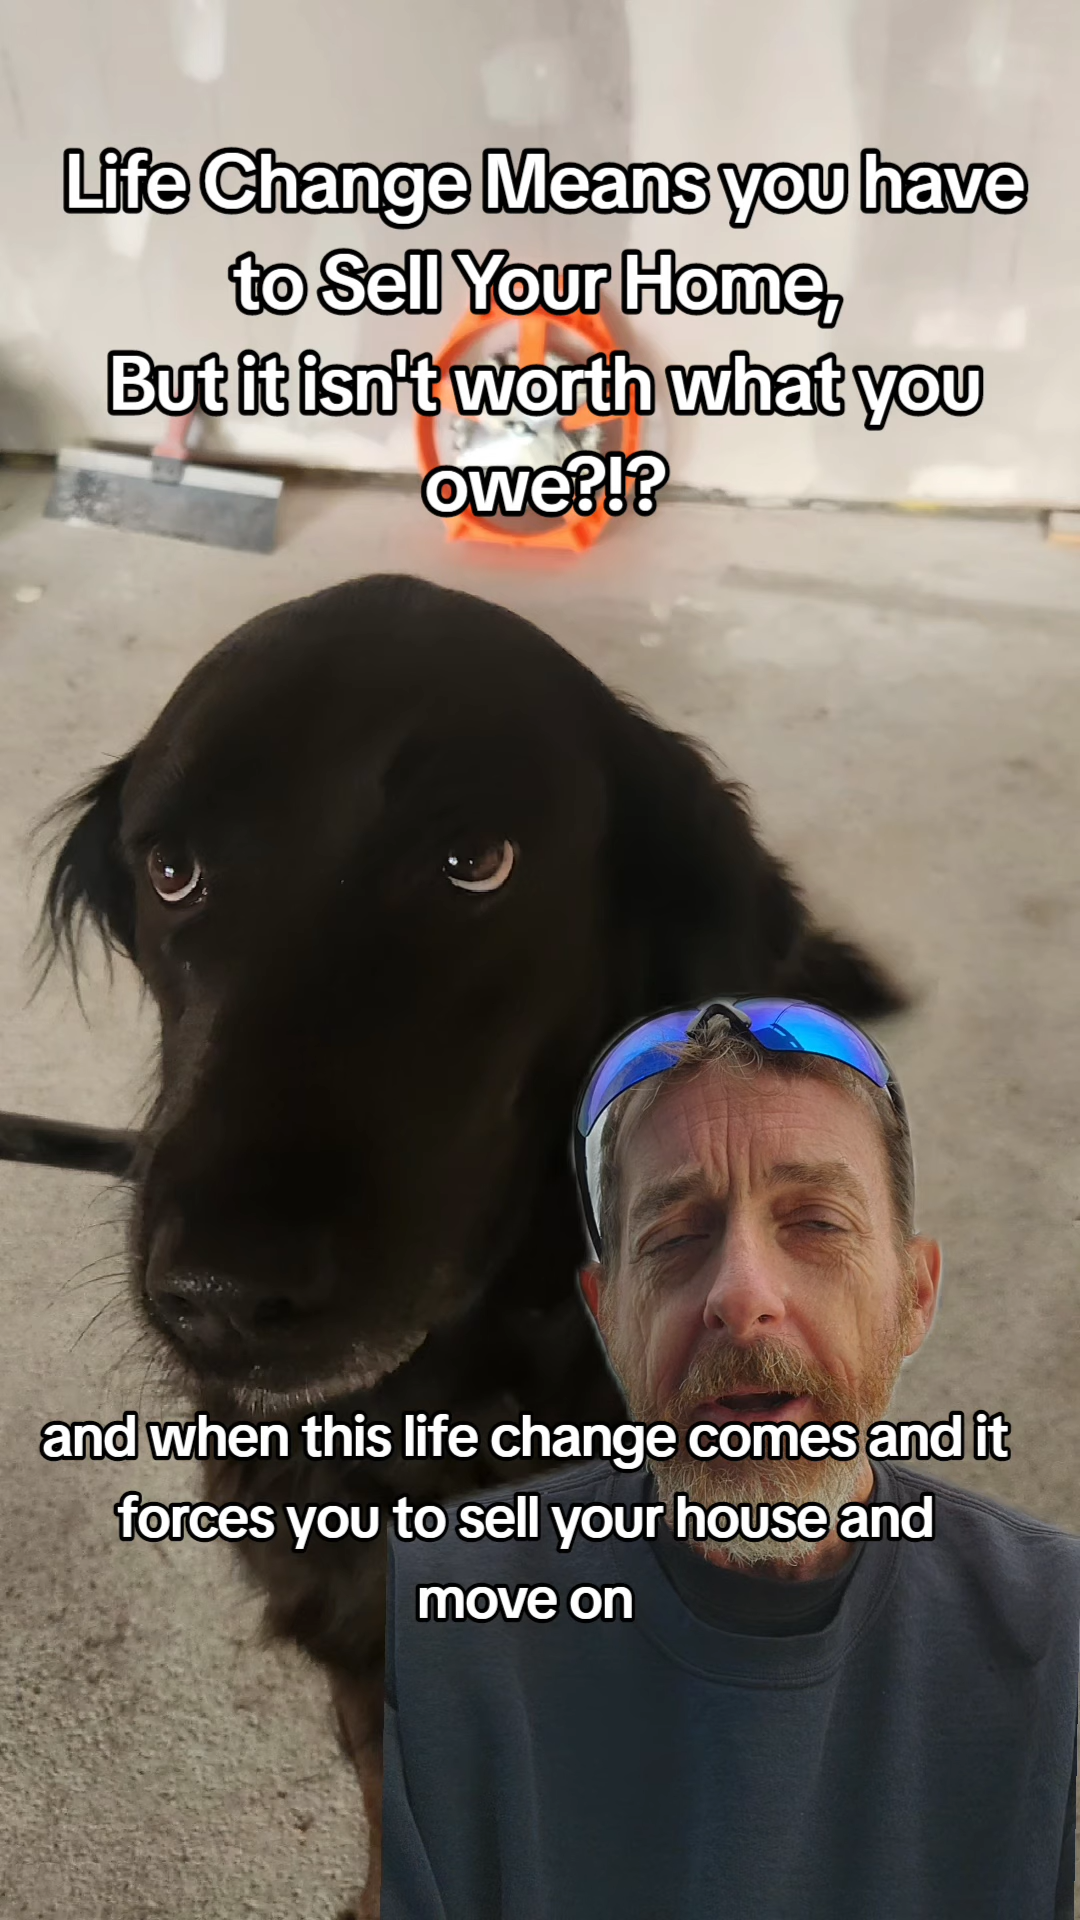 Life Change Means you have
to Sell Your Home,
But it isn't worth what you
owe?!?
and when this life change comes and it
forces you to sell your house and
move on